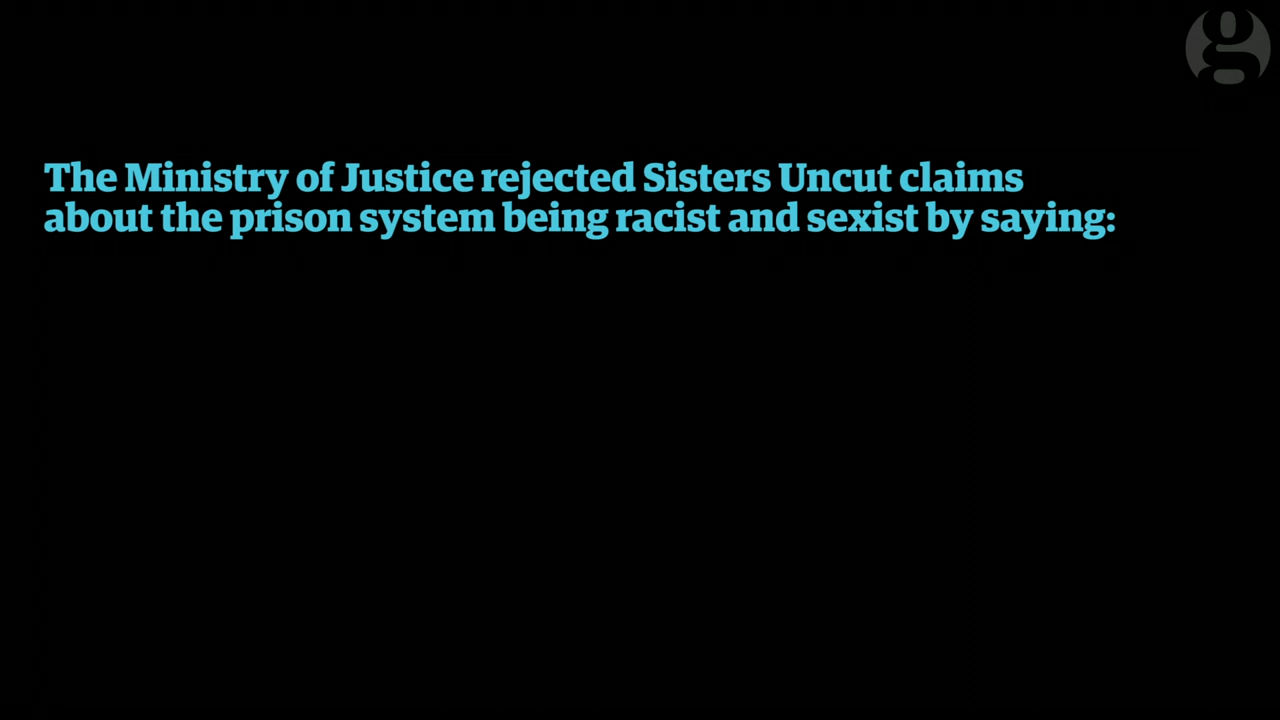 g
The Ministry of Justice rejected Sisters Uncut claims
about the prison system being racist and sexist by saying: